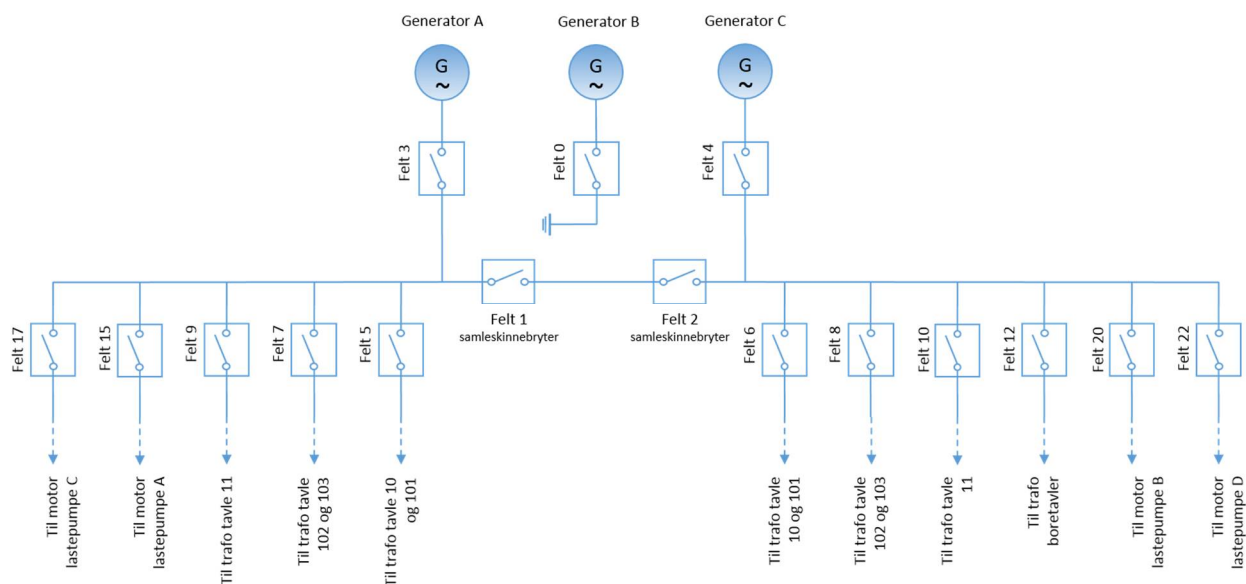 Generator A
Generator B
Generator C
G
~
G
~
G
~
Felt 3
Felt 0
Felt 4
Felt 1
samleskinnebryter
Felt 2
samleskinnebryter
Felt 17
Felt 15
Felt 9
Felt 7
Felt 5
Felt 6
Felt 8
Felt 10
Felt 12
Felt 20
Felt 22
Til motor
lastepumpe C
Til motor
lastepumpe A
Til trafo tavle 11
Til trafo tavle
102 og 103
Til trafo tavle 10
og 101
Til trafo tavle
10 og 101
Til trafo tavle
102 og 103
Til trafo tavle
11
Til trafo
boretavler
Til motor
lastepumpe B
Til motor
lastepumpe D